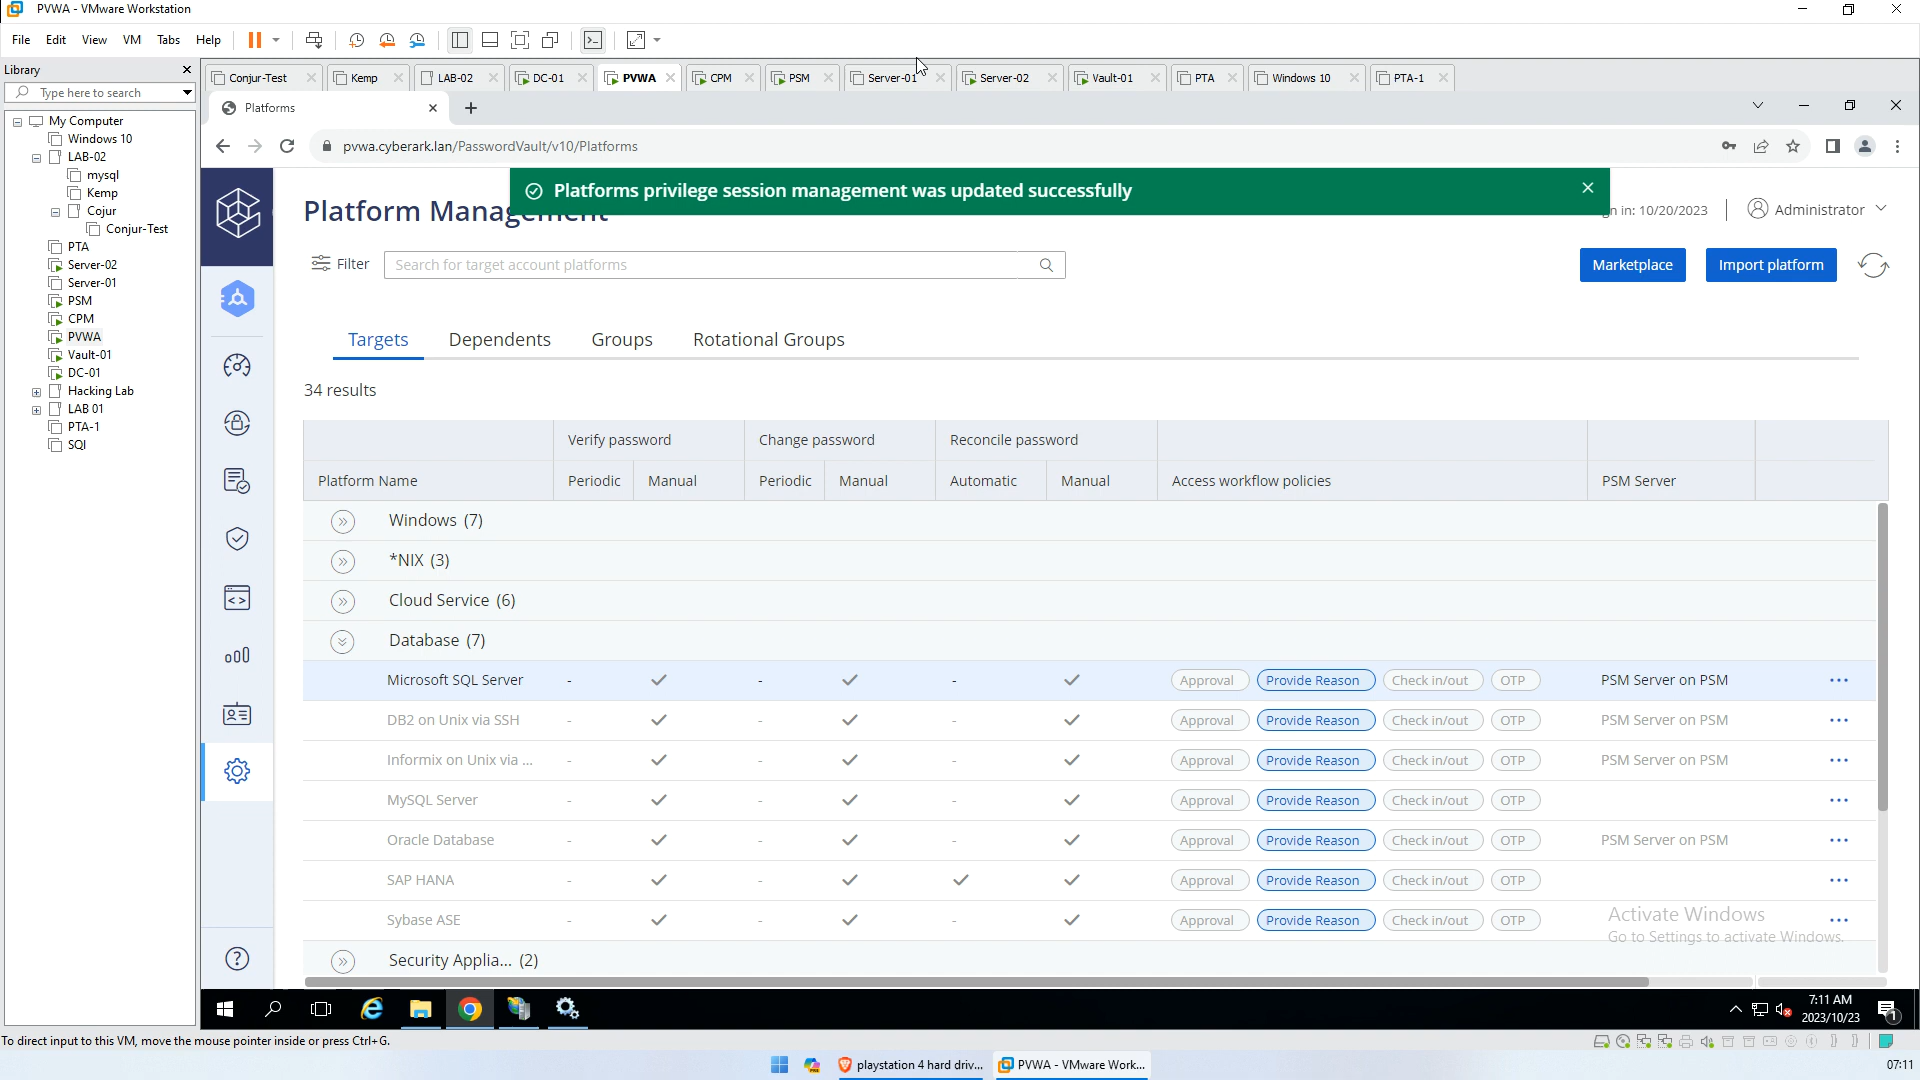 PVWA - VMware Workstation
File Edit View VM Tabs Help
Library
Type here to search
My Computer
Windows 10
LAB-02
mysql
Kemp
Cojur
Conjur-Test
PTA
Server-02
Server-01
PSM
CPM
PVWA
Vault-01
DC-01
Hacking Lab
LAB 01
PTA-1
SQl
Conjur-Test Kemp LAB-02 DC-01 PVWA CPM PSM Server-01 Server-02 Vault-01 PTA Windows 10 PTA-1
Platforms
pvwa.cyberark.lan/PasswordVault/v10/Platforms
Platforms privilege session management was updated successfully
Platform Management
in: 10/20/2023
Administrator
Filter
Search for target account platforms
Marketplace
Import platform
Targets Dependents Groups Rotational Groups
34 results
Verify password Change password Reconcile password
Platform Name Periodic Manual Periodic Manual Automatic Manual Access workflow policies PSM Server
Windows (7)
*NIX (3)
Cloud Service (6)
Database (7)
Microsoft SQL Server - - - Approval Provide Reason Check in/out OTP PSM Server on PSM ...
DB2 on Unix via SSH - - - Approval Provide Reason Check in/out OTP PSM Server on PSM ...
Informix on Unix via ... - - - Approval Provide Reason Check in/out OTP PSM Server on PSM ...
MySQL Server - - - Approval Provide Reason Check in/out OTP ...
Oracle Database - - - Approval Provide Reason Check in/out OTP PSM Server on PSM ...
SAP HANA - - Approval Provide Reason Check in/out OTP ...
Sybase ASE - - - Approval Provide Reason Check in/out OTP ...
Security Applia... (2)
Activate Windows
Go to Settings to activate Windows.
7:11 AM
2023/10/23
1
To direct input to this VM, move the mouse pointer inside or press Ctrl+G.
playstation 4 hard driv...
PVWA - VMware Work...
07:11